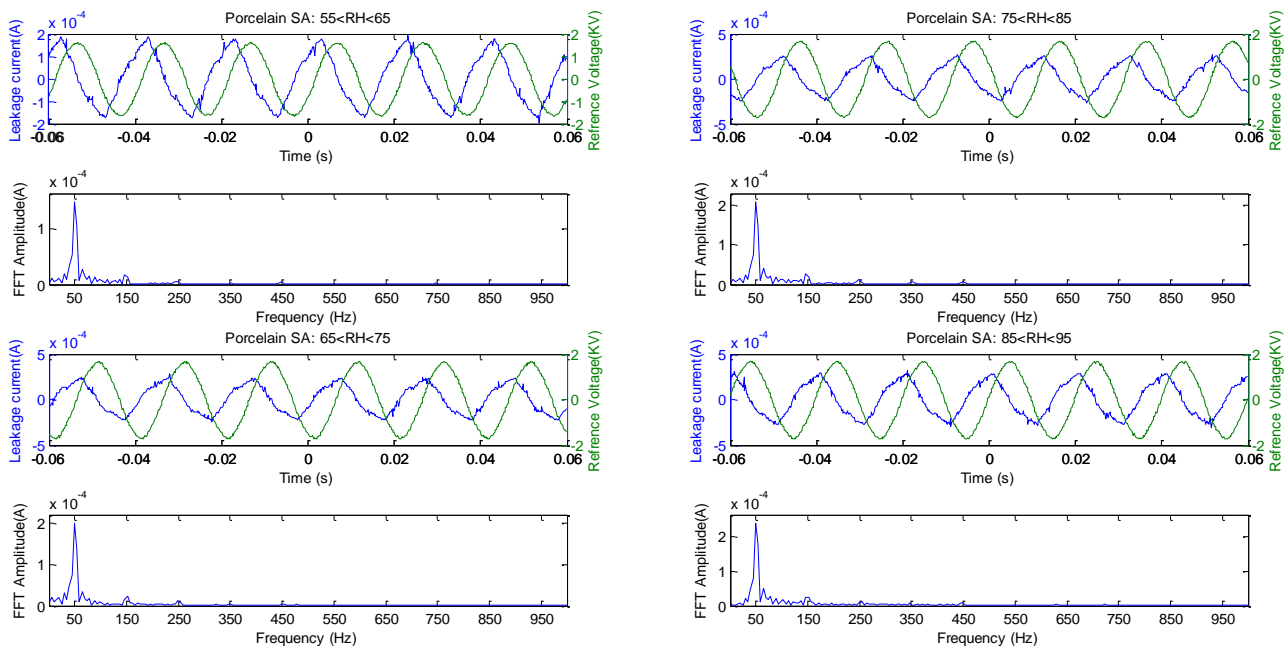 Porcelain SA: 55<RH<65
x 10^-4
Leakage current(A)
2
1
0
-1
-2
2
1
0
-1
-2
Refrence Voltage(KV)
-0.06 -0.04 -0.02 0 0.02 0.04 0.06
Time (s)
x 10^-4
FFT Amplitude(A)
1
0
50 150 250 350 450 550 650 750 850 950
Frequency (Hz)
Porcelain SA: 65<RH<75
x 10^-4
Leakage current(A)
5
0
-5
2
0
-2
Refrence Voltage(KV)
-0.06 -0.04 -0.02 0 0.02 0.04 0.06
Time (s)
x 10^-4
FFT Amplitude(A)
2
1
0
50 150 250 350 450 550 650 750 850 950
Frequency (Hz)
Porcelain SA: 75<RH<85
x 10^-4
Leakage current(A)
5
0
-5
2
0
-2
Refrence Voltage(KV)
-0.06 -0.04 -0.02 0 0.02 0.04 0.06
Time (s)
x 10^-4
FFT Amplitude(A)
2
1
0
50 150 250 350 450 550 650 750 850 950
Frequency (Hz)
Porcelain SA: 85<RH<95
x 10^-4
Leakage current(A)
5
0
-5
2
0
-2
Refrence Voltage(KV)
-0.06 -0.04 -0.02 0 0.02 0.04 0.06
Time (s)
x 10^-4
FFT Amplitude(A)
2
1
0
50 150 250 350 450 550 650 750 850 950
Frequency (Hz)